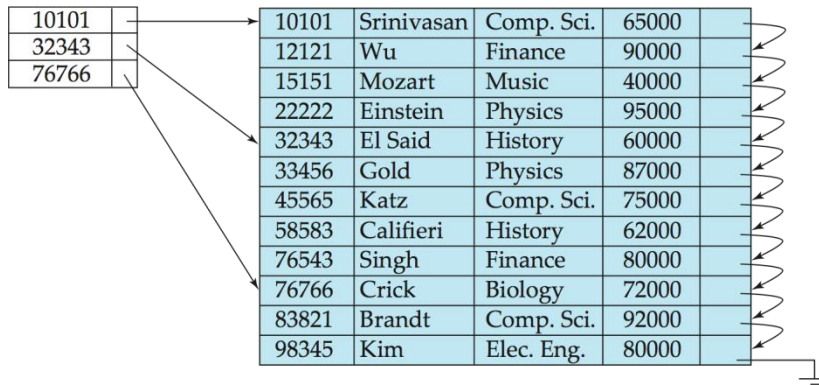 10101
32343
76766
10101 Srinivasan Comp. Sci. 65000
12121 Wu Finance 90000
15151 Mozart Music 40000
22222 Einstein Physics 95000
32343 El Said History 60000
33456 Gold Physics 87000
45565 Katz Comp. Sci. 75000
58583 Califieri History 62000
76543 Singh Finance 80000
76766 Crick Biology 72000
83821 Brandt Comp. Sci. 92000
98345 Kim Elec. Eng. 80000